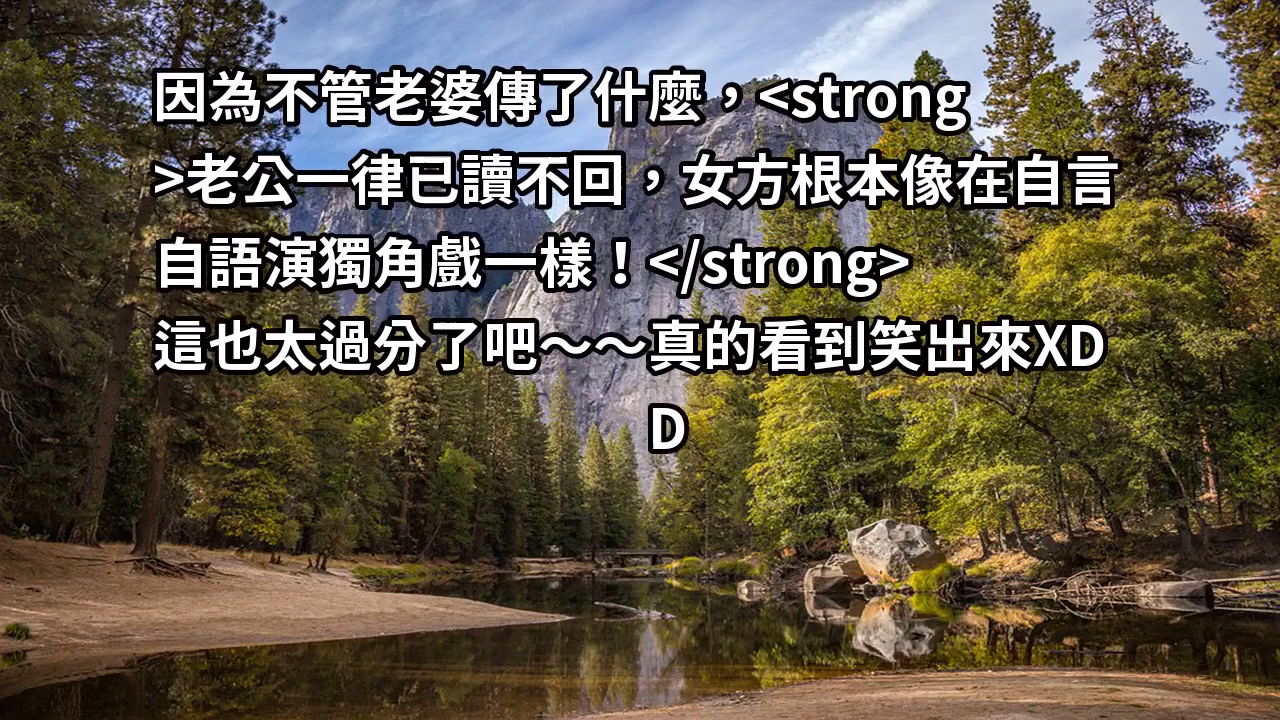 因為不管老婆傳了什麼，<strong
>老公一律已讀不回，女方根本像在自言
自語演獨角戲一樣！</strong>
這也太過分了吧～～真的看到笑出來XD
D